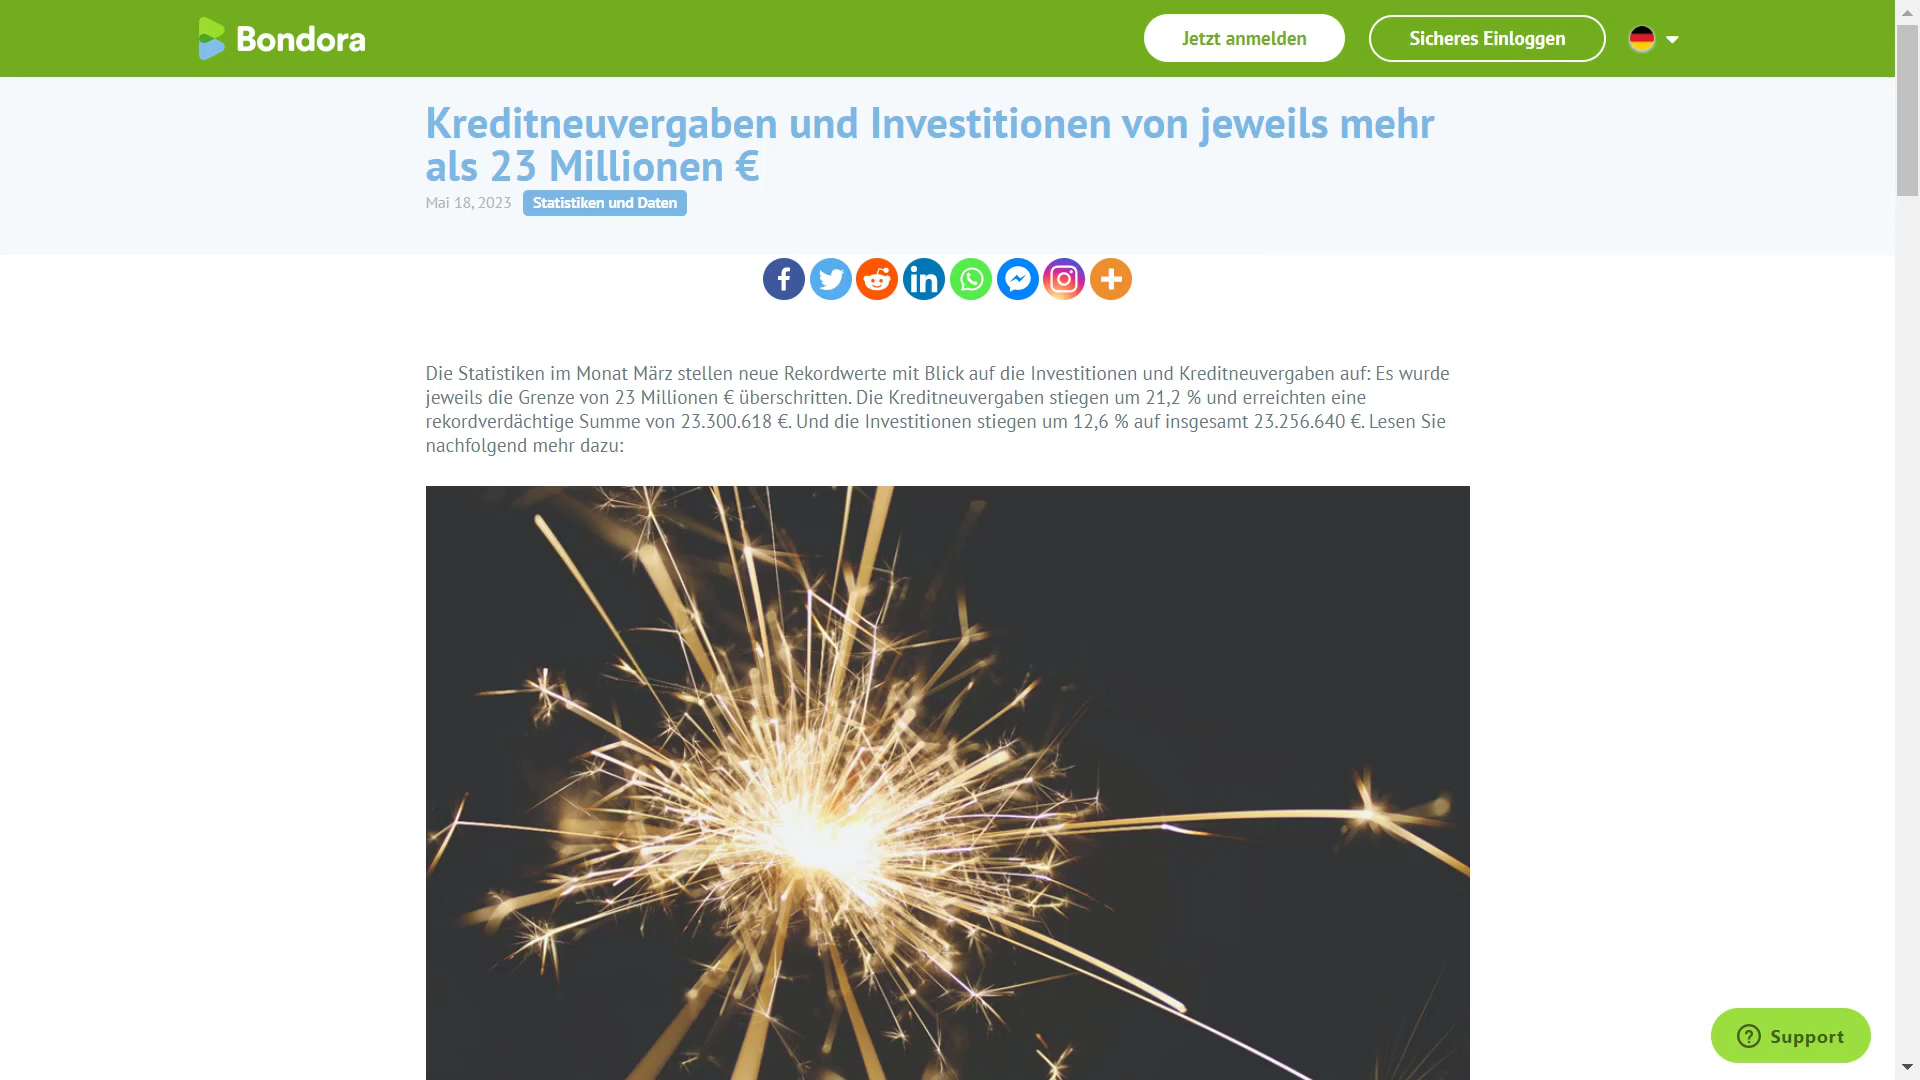 Bondora
Jetzt anmelden
Sicheres Einloggen
Kreditneuvergaben und Investitionen von jeweils mehr
als 23 Millionen €
Mai 18, 2023
Statistiken und Daten
Die Statistiken im Monat März stellen neue Rekordwerte mit Blick auf die Investitionen und Kreditneuvergaben auf: Es wurde
jeweils die Grenze von 23 Millionen € überschritten. Die Kreditneuvergaben stiegen um 21,2 % und erreichten eine
rekordverdächtige Summe von 23.300.618 €. Und die Investitionen stiegen um 12,6 % auf insgesamt 23.256.640 €. Lesen Sie
nachfolgend mehr dazu:
Support